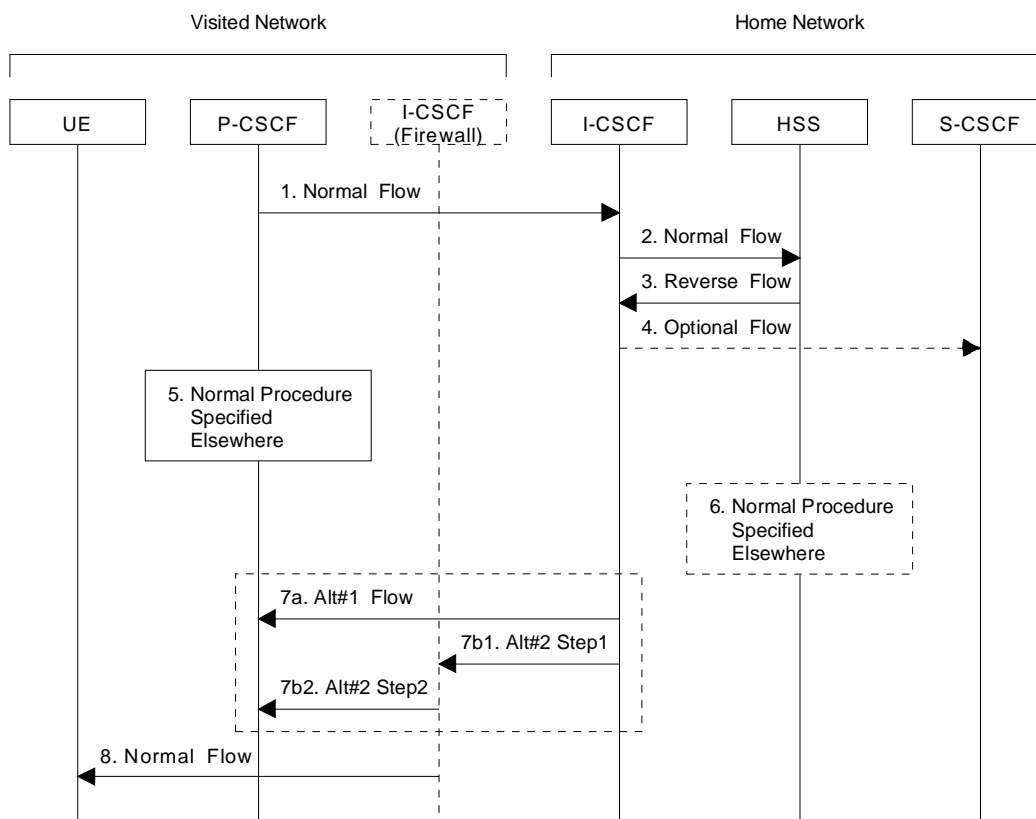 Visited Network
Home Network
UE
P-CSCF
I-CSCF
(Firewall)
I-CSCF
HSS
S-CSCF
1. Normal Flow
2. Normal Flow
3. Reverse Flow
4. Optional Flow
5. Normal Procedure
Specified
Elsewhere
6. Normal Procedure
Specified
Elsewhere
7a. Alt#1 Flow
7b1. Alt#2 Step1
7b2. Alt#2 Step2
8. Normal Flow